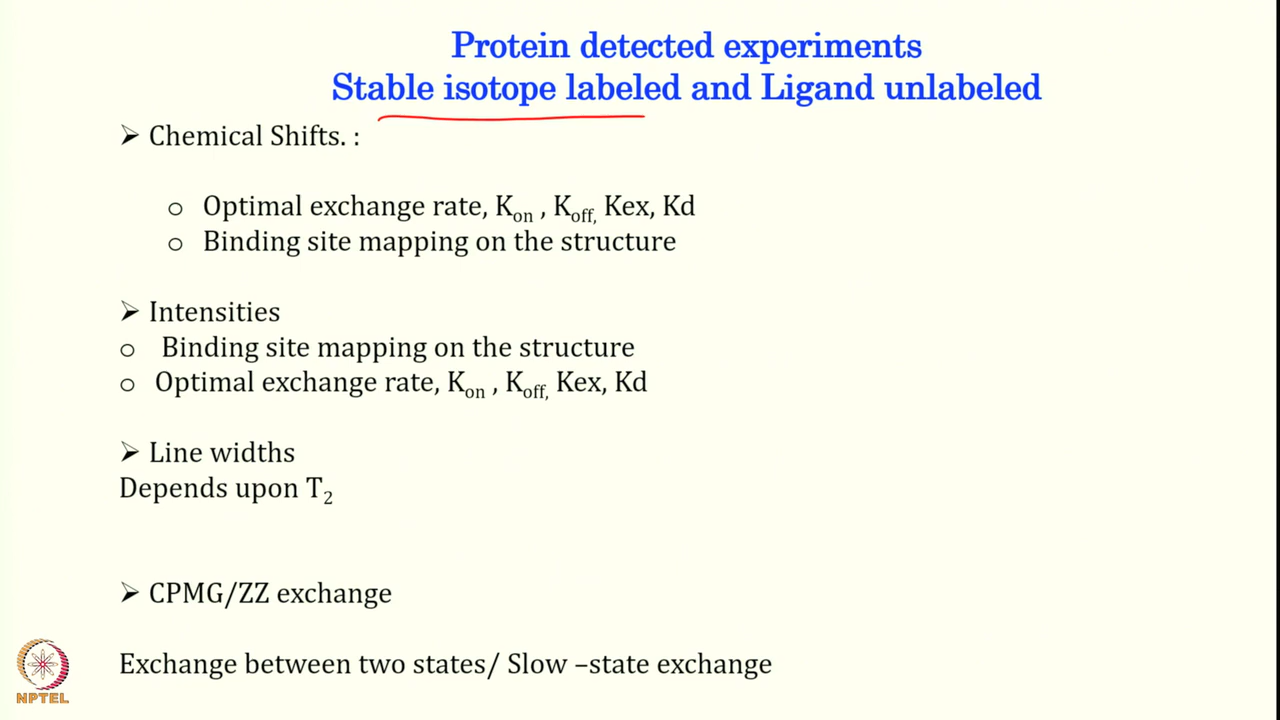 Protein detected experiments
Stable isotope labeled and Ligand unlabeled
➢ Chemical Shifts. :
o Optimal exchange rate, Kon , Koff, Kex, Kd
o Binding site mapping on the structure
➢ Intensities
o Binding site mapping on the structure
o Optimal exchange rate, Kon , Koff, Kex, Kd
➢ Line widths
Depends upon T2
➢ CPMG/ZZ exchange
Exchange between two states/ Slow –state exchange
NPTEL